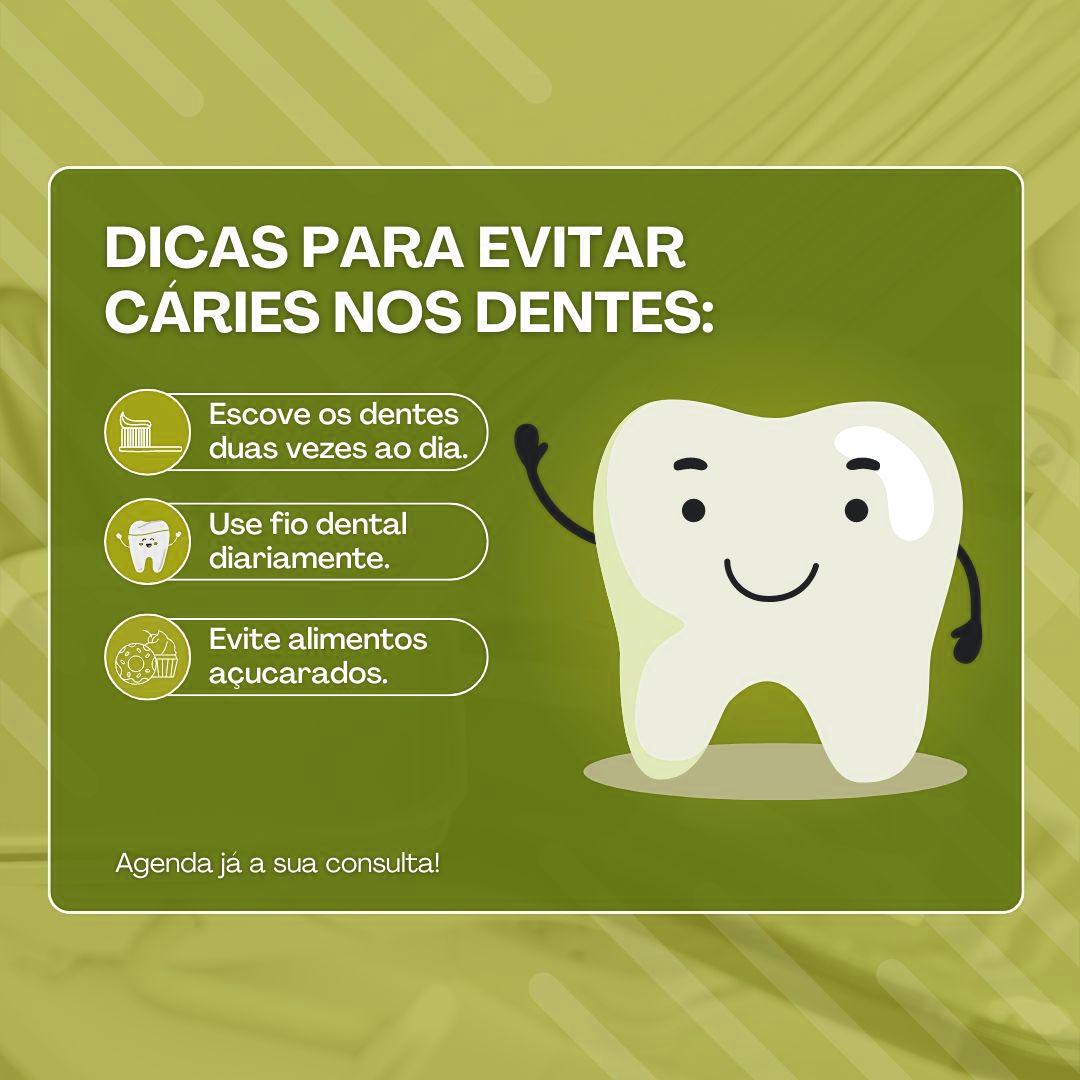 DICAS PARA EVITAR
CÁRIES NOS DENTES:
Escove os dentes
duas vezes ao dia.
Use fio dental
diariamente.
Evite alimentos
açucarados.
Agenda já a sua consulta!